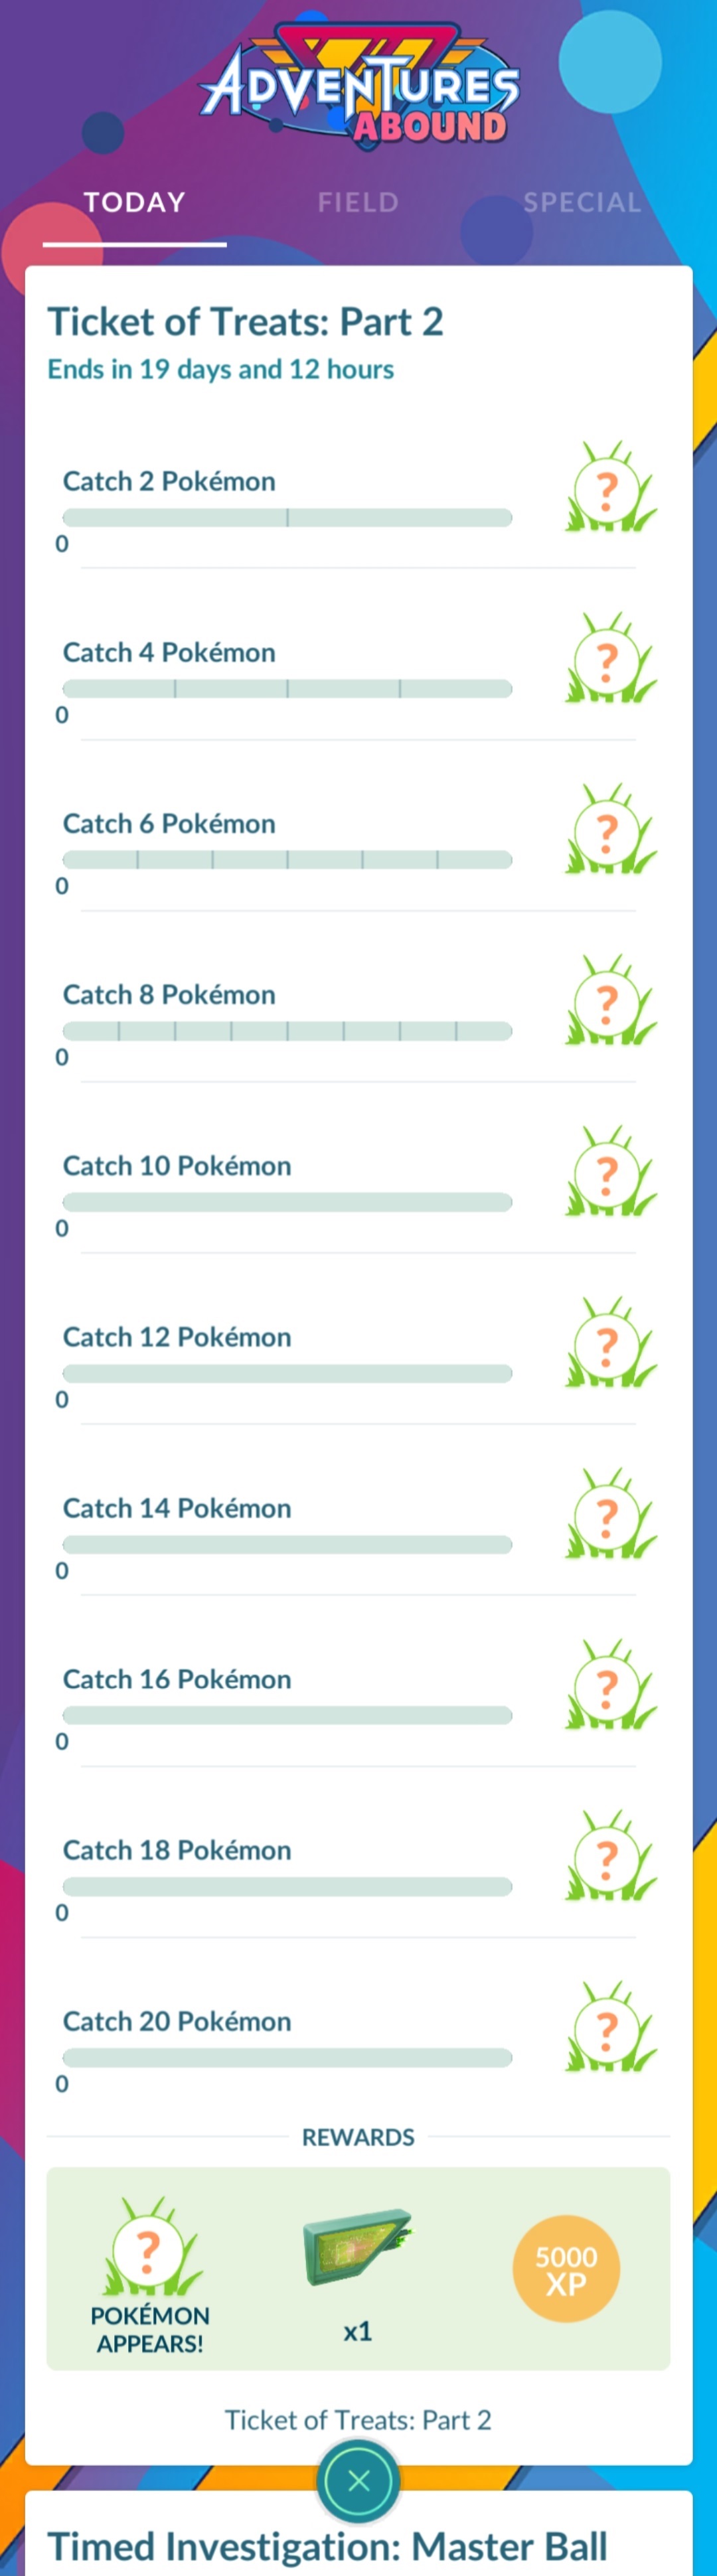 ADVENTURES
ABOUND
TODAY FIELD SPECIAL
Ticket of Treats: Part 2
Ends in 19 days and 12 hours
Catch 2 Pokémon
?
0
Catch 4 Pokémon
?
0
Catch 6 Pokémon
?
0
Catch 8 Pokémon
?
0
Catch 10 Pokémon
?
0
Catch 12 Pokémon
?
0
Catch 14 Pokémon
?
0
Catch 16 Pokémon
?
0
Catch 18 Pokémon
?
0
Catch 20 Pokémon
?
0
REWARDS
?
POKÉMON
APPEARS!
x1
5000
XP
Ticket of Treats: Part 2
Timed Investigation: Master Ball